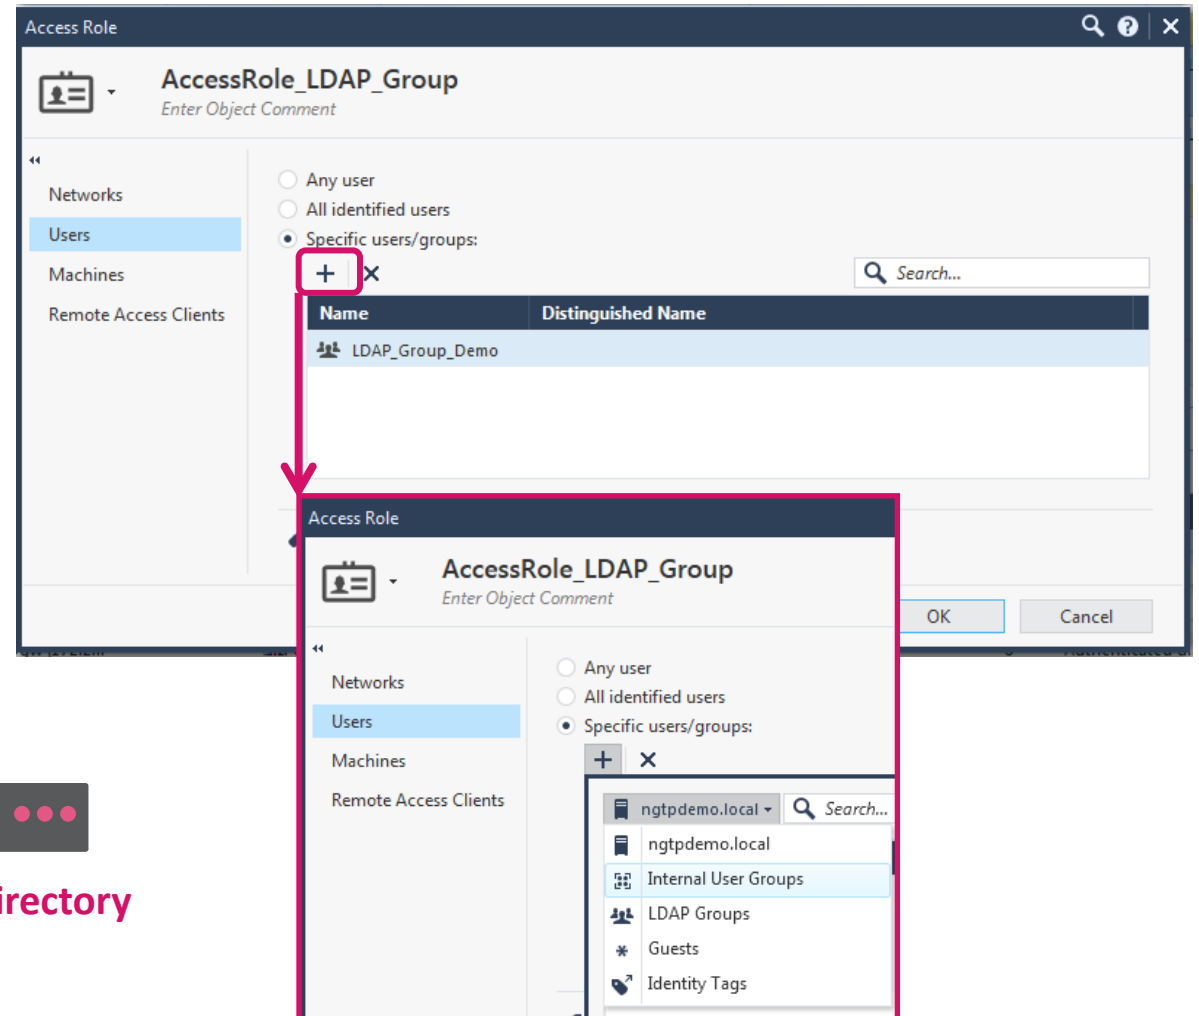 Access Role
AccessRole_LDAP_Group
Enter Object Comment
Networks
Users
Machines
Remote Access Clients
Any user
All identified users
Specific users/groups:
Search...
Name Distinguished Name
LDAP_Group_Demo
OK Cancel
Access Role
AccessRole_LDAP_Group
Enter Object Comment
Networks
Users
Machines
Remote Access Clients
Any user
All identified users
Specific users/groups:
ngtpdemo.local Search...
ngtpdemo.local
Internal User Groups
LDAP Groups
Guests
Identity Tags
irectory